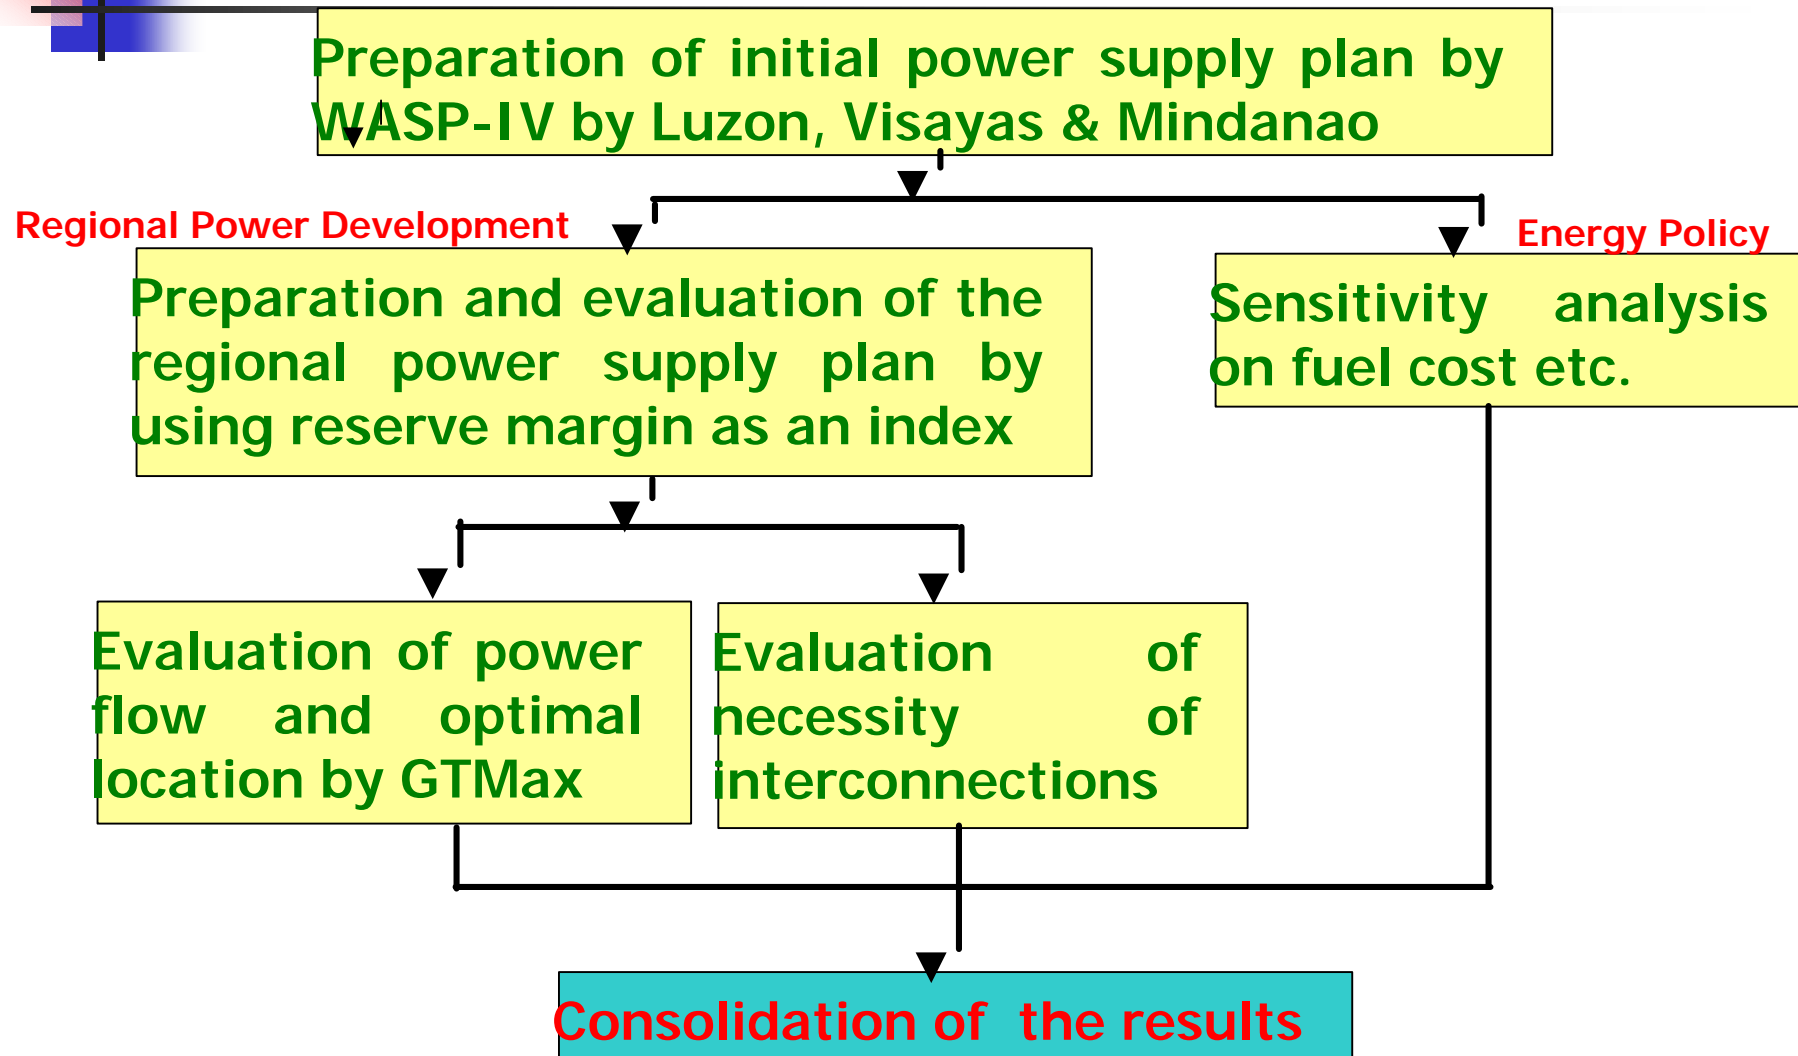 Preparation of initial power supply plan by
WASP-IV by Luzon, Visayas & Mindanao
Regional Power Development
Energy Policy
Preparation and evaluation of the
regional power supply plan by
using reserve margin as an index
Sensitivity analysis
on fuel cost etc.
Evaluation of power
flow and optimal
location by GTMax
Evaluation of
necessity of
interconnections
Consolidation of the results